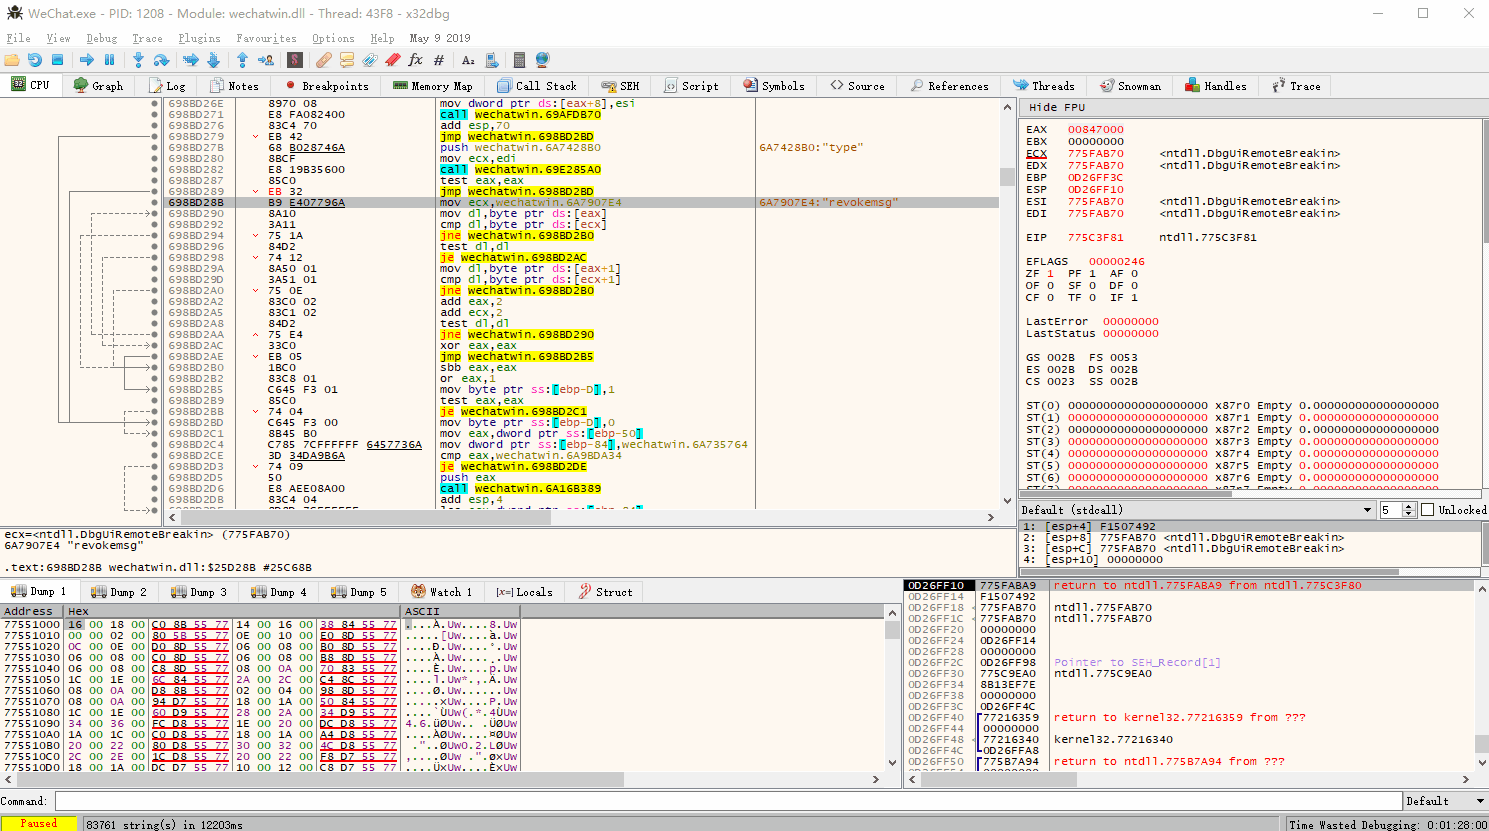 WeChat.exe - PID: 1208 - Module: wechatwin.dll - Thread: 43F8 - x32dbg
File View Debug Trace Plugins Favourites Options Help May 9 2019
CPU Graph Log Notes Breakpoints Memory Map Call Stack SEH Script Symbols Source References Threads Snowman Handles Trace
698BD26E 8970 08 mov dword ptr ds:[eax+8],esi
698BD271 E8 FA082400 call wechatwin.69AFDB70
698BD276 83C4 70 add esp,70
698BD279 EB 42 jmp wechatwin.698BD2BD
698BD27B 68 B028746A push wechatwin.6A7428B0 6A7428B0:"type"
698BD280 8BCF mov ecx,edi
698BD282 E8 19B35600 call wechatwin.69E285A0
698BD287 85C0 test eax,eax
698BD289 EB 32 jmp wechatwin.698BD2BD
698BD28B B9 E407796A mov ecx,wechatwin.6A7907E4 6A7907E4:"revokemsg"
698BD290 8A10 mov dl,byte ptr ds:[eax]
698BD292 3A11 cmp dl,byte ptr ds:[ecx]
698BD294 75 1A jne wechatwin.698BD2B0
698BD296 84D2 test dl,dl
698BD298 74 12 je wechatwin.698BD2AC
698BD29A 8A50 01 mov dl,byte ptr ds:[eax+1]
698BD29D 3A51 01 cmp dl,byte ptr ds:[ecx+1]
698BD2A0 75 0E jne wechatwin.698BD2B0
698BD2A2 83C0 02 add eax,2
698BD2A5 83C1 02 add ecx,2
698BD2A8 84D2 test dl,dl
698BD2AA 75 E4 jne wechatwin.698BD290
698BD2AC 33C0 xor eax,eax
698BD2AE EB 05 jmp wechatwin.698BD2B5
698BD2B0 1BC0 sbb eax,eax
698BD2B2 83C8 01 or eax,1
698BD2B5 C645 F3 01 mov byte ptr ss:[ebp-D],1
698BD2B9 85C0 test eax,eax
698BD2BB 74 04 je wechatwin.698BD2C1
698BD2BD C645 F3 00 mov byte ptr ss:[ebp-D],0
698BD2C1 8B45 B0 mov eax,dword ptr ss:[ebp-50]
698BD2C4 C785 7CFFFFFF 6457736A mov dword ptr ss:[ebp-84],wechatwin.6A735764
698BD2CE 3D 34DA9B6A cmp eax,wechatwin.6A9BDA34
698BD2D3 74 09 je wechatwin.698BD2DE
698BD2D5 50 push eax
698BD2D6 E8 AEE08A00 call wechatwin.6A16B389
698BD2DB 83C4 04 add esp,4
Hide FPU
EAX 00847000
EBX 00000000
ECX 775FAB70 <ntdll.DbgUiRemoteBreakin>
EDX 775FAB70 <ntdll.DbgUiRemoteBreakin>
EBP 0D26FF3C
ESP 0D26FF10
ESI 775FAB70 <ntdll.DbgUiRemoteBreakin>
EDI 775FAB70 <ntdll.DbgUiRemoteBreakin>
EIP 775C3F81 ntdll.775C3F81
EFLAGS 00000246
ZF 1 PF 1 AF 0
OF 0 SF 0 DF 0
CF 0 TF 0 IF 1
LastError 00000000
LastStatus 00000000
GS 002B FS 0053
ES 002B DS 002B
CS 0023 SS 002B
ST(0) 00000000000000000000 x87r0 Empty 0.000000000000000000
ST(1) 00000000000000000000 x87r1 Empty 0.000000000000000000
ST(2) 00000000000000000000 x87r2 Empty 0.000000000000000000
ST(3) 00000000000000000000 x87r3 Empty 0.000000000000000000
ST(4) 00000000000000000000 x87r4 Empty 0.000000000000000000
ST(5) 00000000000000000000 x87r5 Empty 0.000000000000000000
ST(6) 00000000000000000000 x87r6 Empty 0.000000000000000000
Default (stdcall) 5 Unlocked
1: [esp+4] F1507492
2: [esp+8] 775FAB70 <ntdll.DbgUiRemoteBreakin>
3: [esp+C] 775FAB70 <ntdll.DbgUiRemoteBreakin>
4: [esp+10] 00000000
ecx=<ntdll.DbgUiRemoteBreakin> (775FAB70)
6A7907E4 "revokemsg"
.text:698BD28B wechatwin.dll:$25D28B #25C68B
Dump 1 Dump 2 Dump 3 Dump 4 Dump 5 Watch 1 [x=] Locals Struct
Address Hex ASCII
77551000 16 00 18 00 C0 8B 55 77 14 00 16 00 38 84 55 77 ....À.Uw....8.Uw
77551010 00 00 02 00 80 5B 55 77 0E 00 10 00 E0 8D 55 77 .....[Uw....à.Uw
77551020 0C 00 0E 00 D0 8D 55 77 06 00 08 00 B0 8D 55 77 ....Ð.Uw....°.Uw
77551030 06 00 08 00 C0 8D 55 77 06 00 08 00 B8 8D 55 77 ....À.Uw....¸.Uw
77551040 06 00 08 00 C8 8D 55 77 08 00 0A 00 70 83 55 77 ....È.Uw....p.Uw
77551050 1C 00 1E 00 6C 84 55 77 2A 00 2C 00 C4 8C 55 77 ....l.Uw*.,.Ä.Uw
77551060 08 00 0A 00 D8 8B 55 77 02 00 04 00 98 8D 55 77 ....Ø.Uw......Uw
77551070 08 00 0A 00 94 D7 55 77 18 00 1A 00 50 84 55 77 .....×Uw....P.Uw
77551080 1C 00 1E 00 60 D9 55 77 28 00 2A 00 34 D9 55 77 ....`ÙUw(.*.4ÙUw
77551090 34 00 36 00 FC D8 55 77 1E 00 20 00 DC D8 55 77 4.6.üØUw.. .ÜØUw
775510A0 1A 00 1C 00 C0 D8 55 77 18 00 1A 00 A4 D8 55 77 ....ÀØUw....¤ØUw
775510B0 20 00 22 00 80 D8 55 77 30 00 32 00 4C D8 55 77  ."..ØUw0.2.LØUw
775510C0 2C 00 2E 00 1C D8 55 77 20 00 22 00 F8 D7 55 77 ,....ØUw .".ø×Uw
775510D0 18 00 1A 00 DC D7 55 77 10 00 12 00 C8 D7 55 77 ....Ü×Uw....È×Uw
0D26FF10 775FABA9 return to ntdll.775FABA9 from ntdll.775C3F80
0D26FF14 F1507492
0D26FF18 775FAB70 ntdll.775FAB70
0D26FF1C 775FAB70 ntdll.775FAB70
0D26FF20 00000000
0D26FF24 0D26FF14
0D26FF28 00000000
0D26FF2C 0D26FF98 Pointer to SEH_Record[1]
0D26FF30 775C9EA0 ntdll.775C9EA0
0D26FF34 8B13EF7E
0D26FF38 00000000
0D26FF3C 0D26FF4C
0D26FF40 77216359 return to kernel32.77216359 from ???
0D26FF44 00000000
0D26FF48 77216340 kernel32.77216340
0D26FF4C 0D26FFA8
0D26FF50 775B7A94 return to ntdll.775B7A94 from ???
Command: Default
Paused 83761 string(s) in 12203ms Time Wasted Debugging: 0:01:28:00